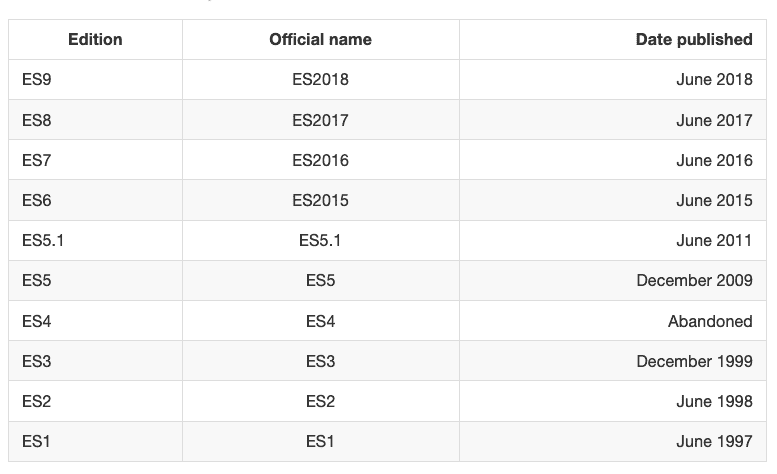 Edition Official name Date published
ES9 ES2018 June 2018
ES8 ES2017 June 2017
ES7 ES2016 June 2016
ES6 ES2015 June 2015
ES5.1 ES5.1 June 2011
ES5 ES5 December 2009
ES4 ES4 Abandoned
ES3 ES3 December 1999
ES2 ES2 June 1998
ES1 ES1 June 1997